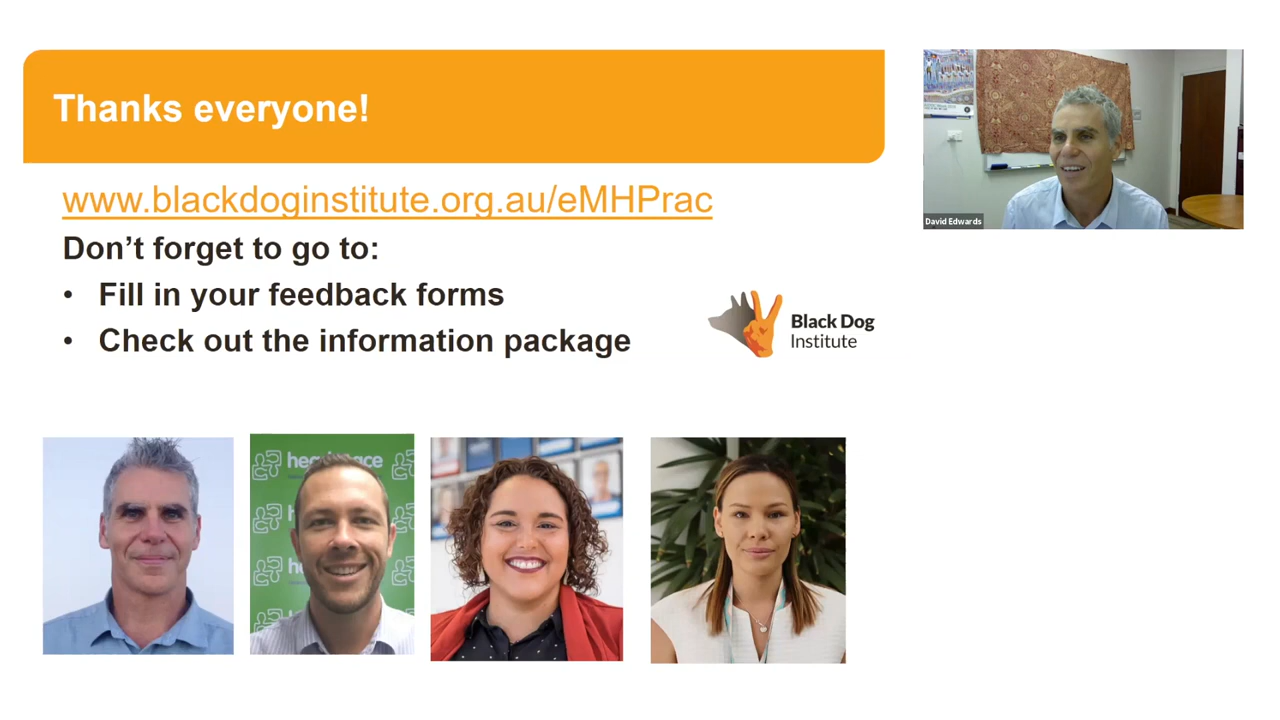 Thanks everyone!
www.blackdoginstitute.org.au/eMHPrac
Don't forget to go to:
• Fill in your feedback forms
• Check out the information package
Black Dog
Institute
David Edwards